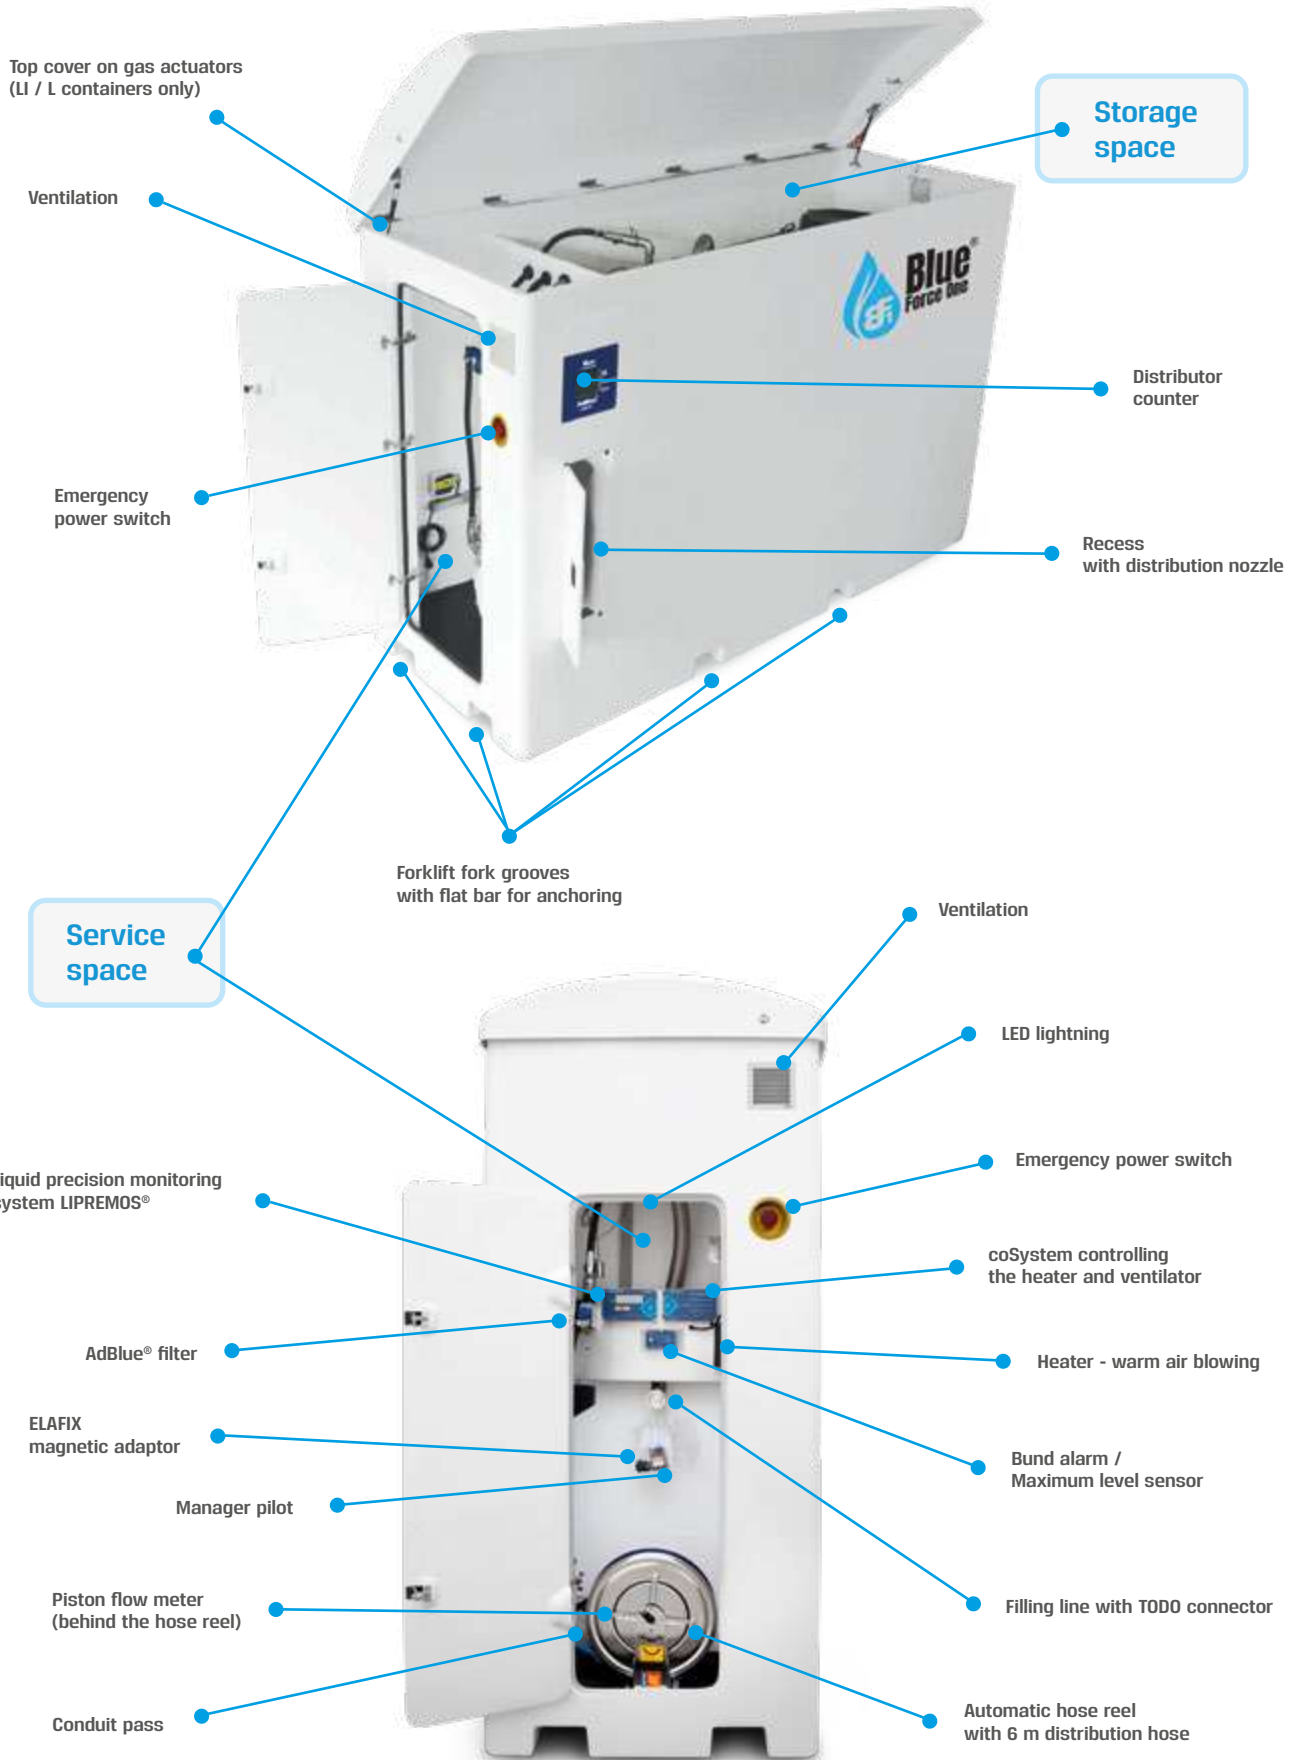 Top cover on gas actuators
(LI / L containers only)
Storage
space
Ventilation
Blue®
Force One
Distributor
counter
Emergency
power switch
Recess
with distribution nozzle
Forklift fork grooves
with flat bar for anchoring
Service
space
Ventilation
LED lightning
Emergency power switch
iquid precision monitoring
system LIPREMOS®
coSystem controlling
the heater and ventilator
AdBlue® filter
Heater - warm air blowing
ELAFIX
magnetic adaptor
Bund alarm /
Maximum level sensor
Manager pilot
Piston flow meter
(behind the hose reel)
Filling line with TODO connector
Conduit pass
Automatic hose reel
with 6 m distribution hose